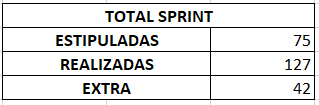 TOTAL SPRINT
ESTIPULADAS 75
REALIZADAS 127
EXTRA 42